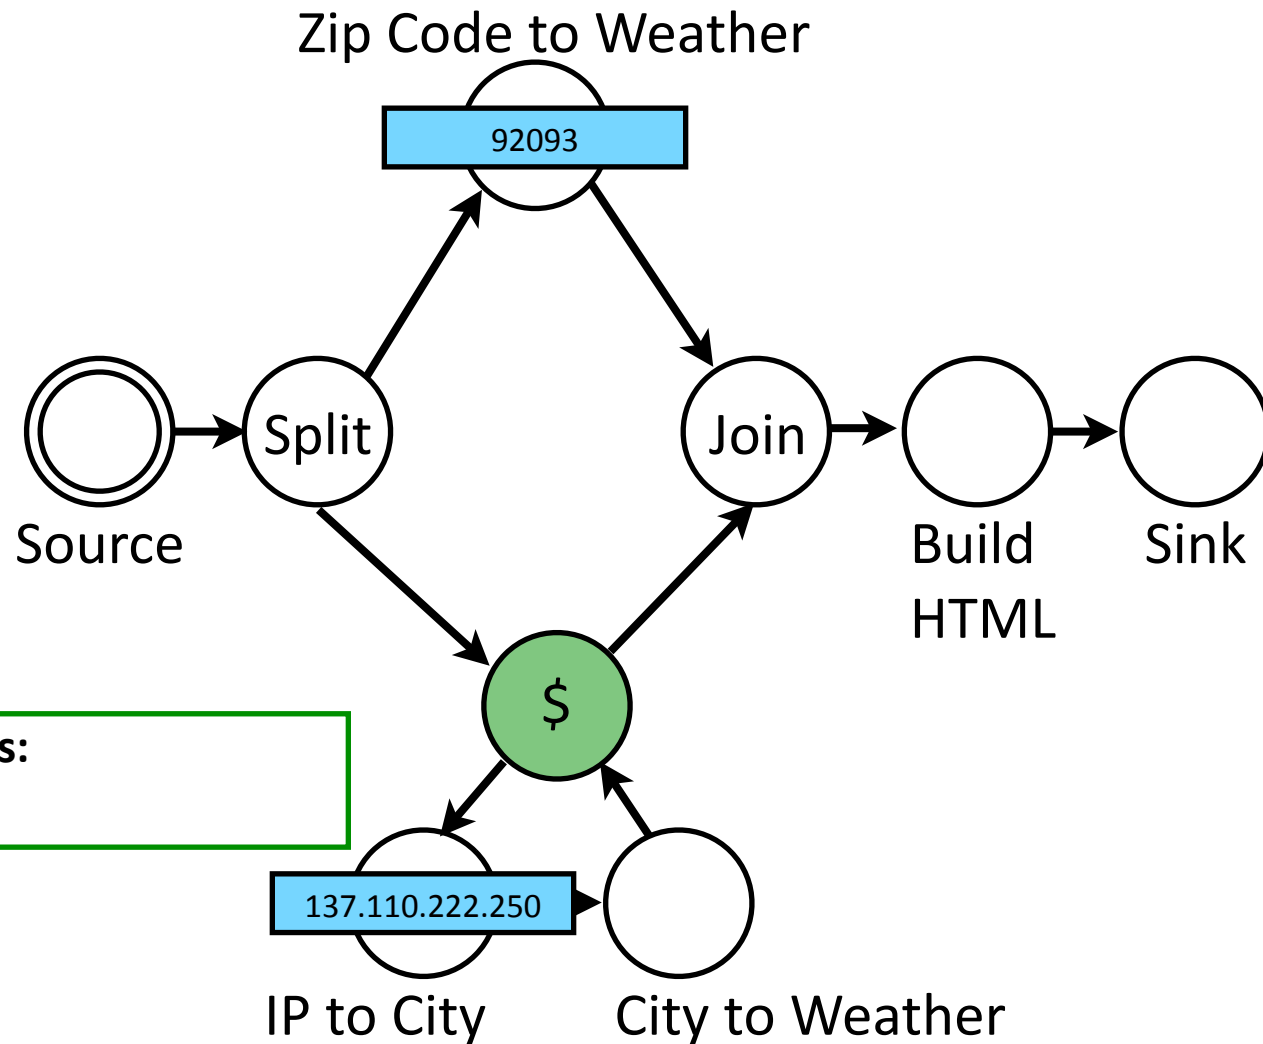 Zip Code to Weather
92093
Split
Join
Source
Build
HTML
Sink
$
s:
137.110.222.250
IP to City
City to Weather